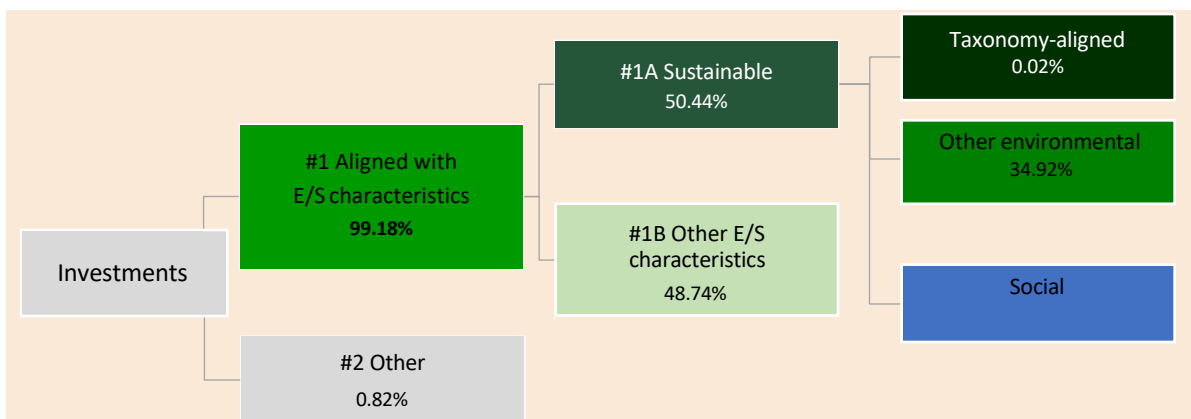 Investments
#1 Aligned with
E/S characteristics
99.18%
#2 Other
0.82%
#1A Sustainable
50.44%
#1B Other E/S
characteristics
48.74%
Taxonomy-aligned
0.02%
Other environmental
34.92%
Social